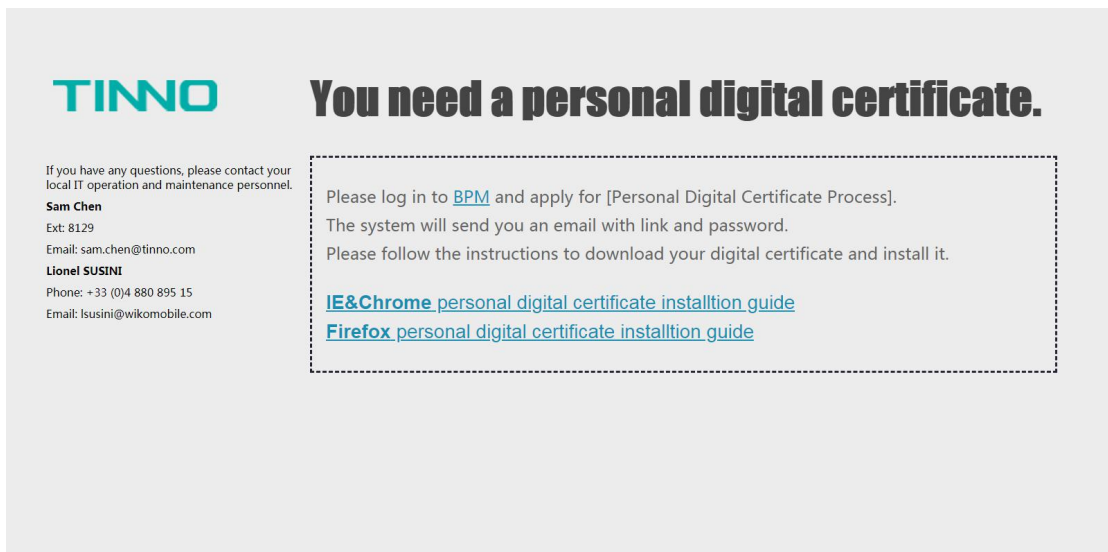 TINNO
You need a personal digital certificate.
If you have any questions, please contact your
local IT operation and maintenance personnel.
Sam Chen
Ext: 8129
Email: sam.chen@tinno.com
Lionel SUSINI
Phone: +33 (0)4 880 895 15
Email: lsusini@wikomobile.com
Please log in to BPM and apply for [Personal Digital Certificate Process].
The system will send you an email with link and password.
Please follow the instructions to download your digital certificate and install it.
IE&Chrome personal digital certificate installtion guide
Firefox personal digital certificate installtion guide